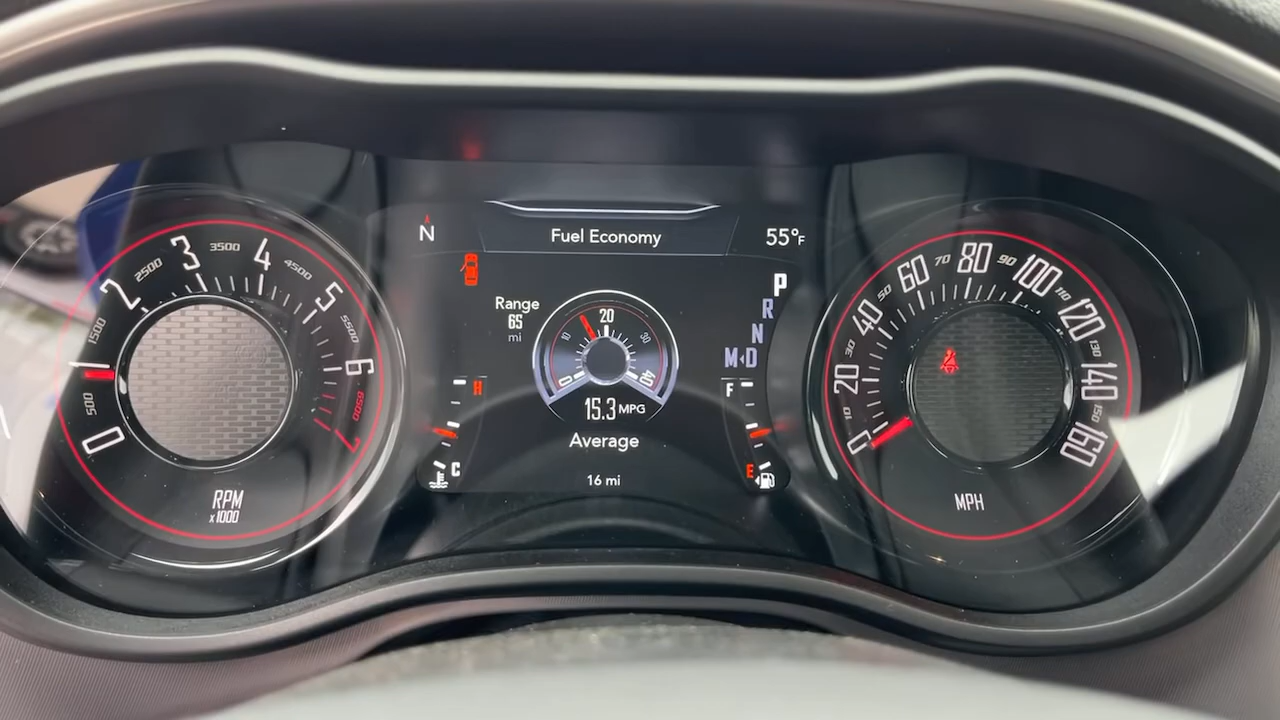 0
500
1
1500
2
2500
3
3500
4
4500
5
5500
6
6500
7
RPM
x1000
N
Fuel Economy
55°F
Range
65
mi
0
10
20
30
40
15.3 MPG
Average
16 mi
H
C
P
R
N
M D
F
E
0
10
20
30
40
50
60
70
80
90
100
110
120
130
140
150
160
MPH